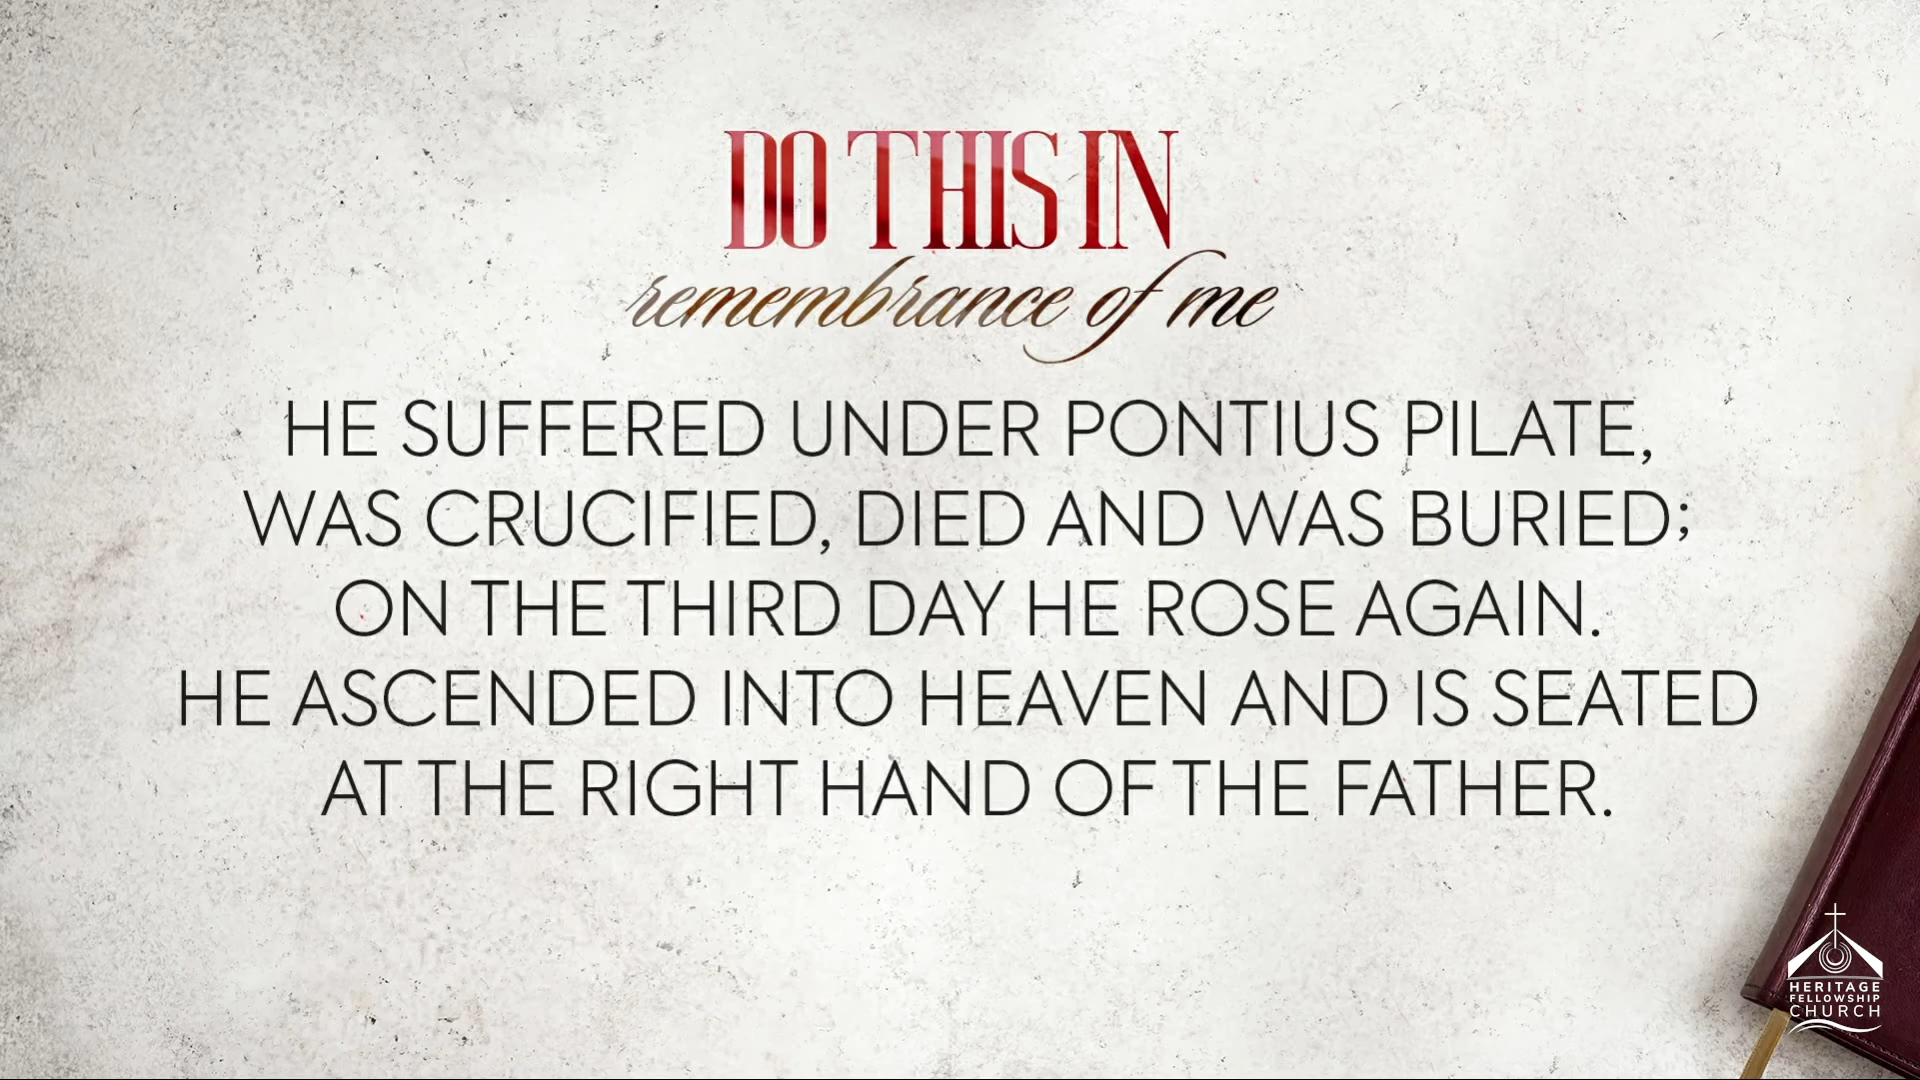 DO THIS IN
remembrance of me
HE SUFFERED UNDER PONTIUS PILATE,
WAS CRUCIFIED, DIED AND WAS BURIED;
ON THE THIRD DAY HE ROSE AGAIN.
HE ASCENDED INTO HEAVEN AND IS SEATED
AT THE RIGHT HAND OF THE FATHER.
HERITAGE
FELLOWSHIP
CHURCH